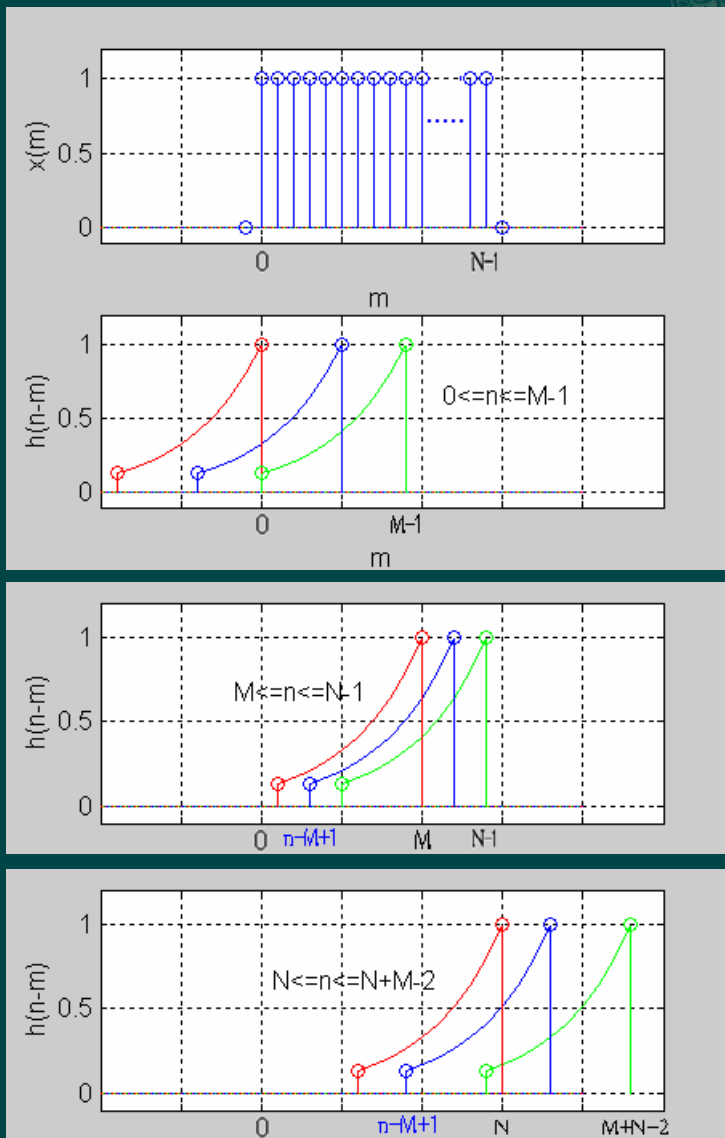 x(m)
1
0.5
0
0 N-1
m
h(n-m)
1
0.5
0
0<=n<=M-1
0 M-1
m
h(n-m)
1
0.5
0
M<=n<=N-1
0 n-M+1 M N-1
h(n-m)
1
0.5
0
N<=n<=N+M-2
0 n-M+1 N M+N-2